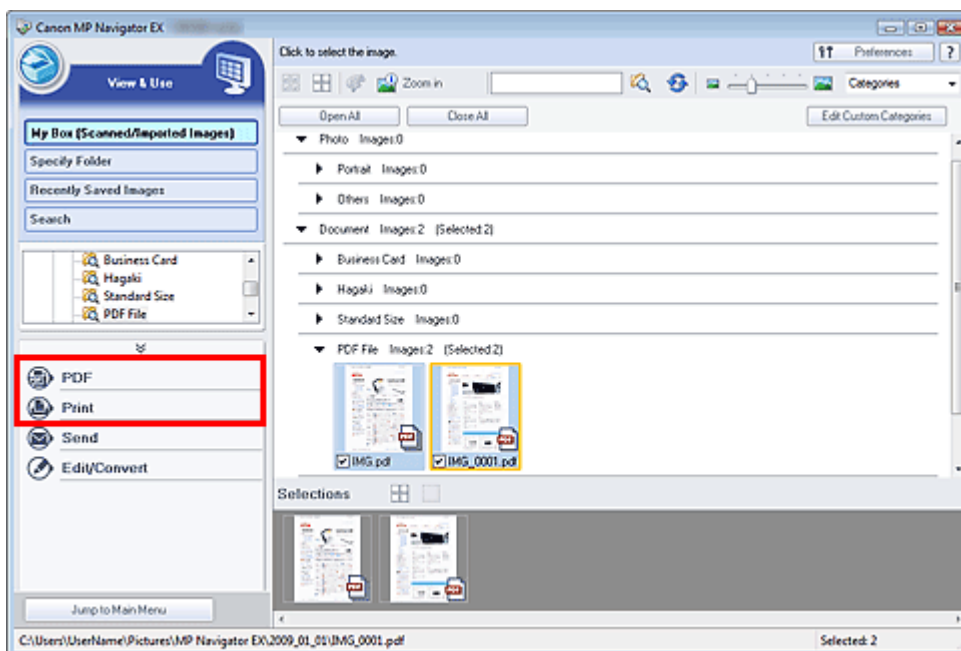 Canon MP Navigator EX
View & Use
Click to select the image.
Preferences
?
Zoom in
Categories
My Box (Scanned/Imported Images)
Specify Folder
Recently Saved Images
Search
Open All
Close All
Edit Custom Categories
Photo Images:0
Portrait Images:0
Others Images:0
Document Images:2 (Selected:2)
Business Card Images:0
Hagaki Images:0
Standard Size Images:0
PDF File Images:2 (Selected:2)
Business Card
Hagaki
Standard Size
PDF File
PDF
Print
Send
Edit/Convert
PDF
PDF
IMG.pdf
IMG_0001.pdf
Selections
PDF
PDF
Jump to Main Menu
C:\Users\UserName\Pictures\MP Navigator EX\2009_01_01\IMG_0001.pdf
Selected: 2